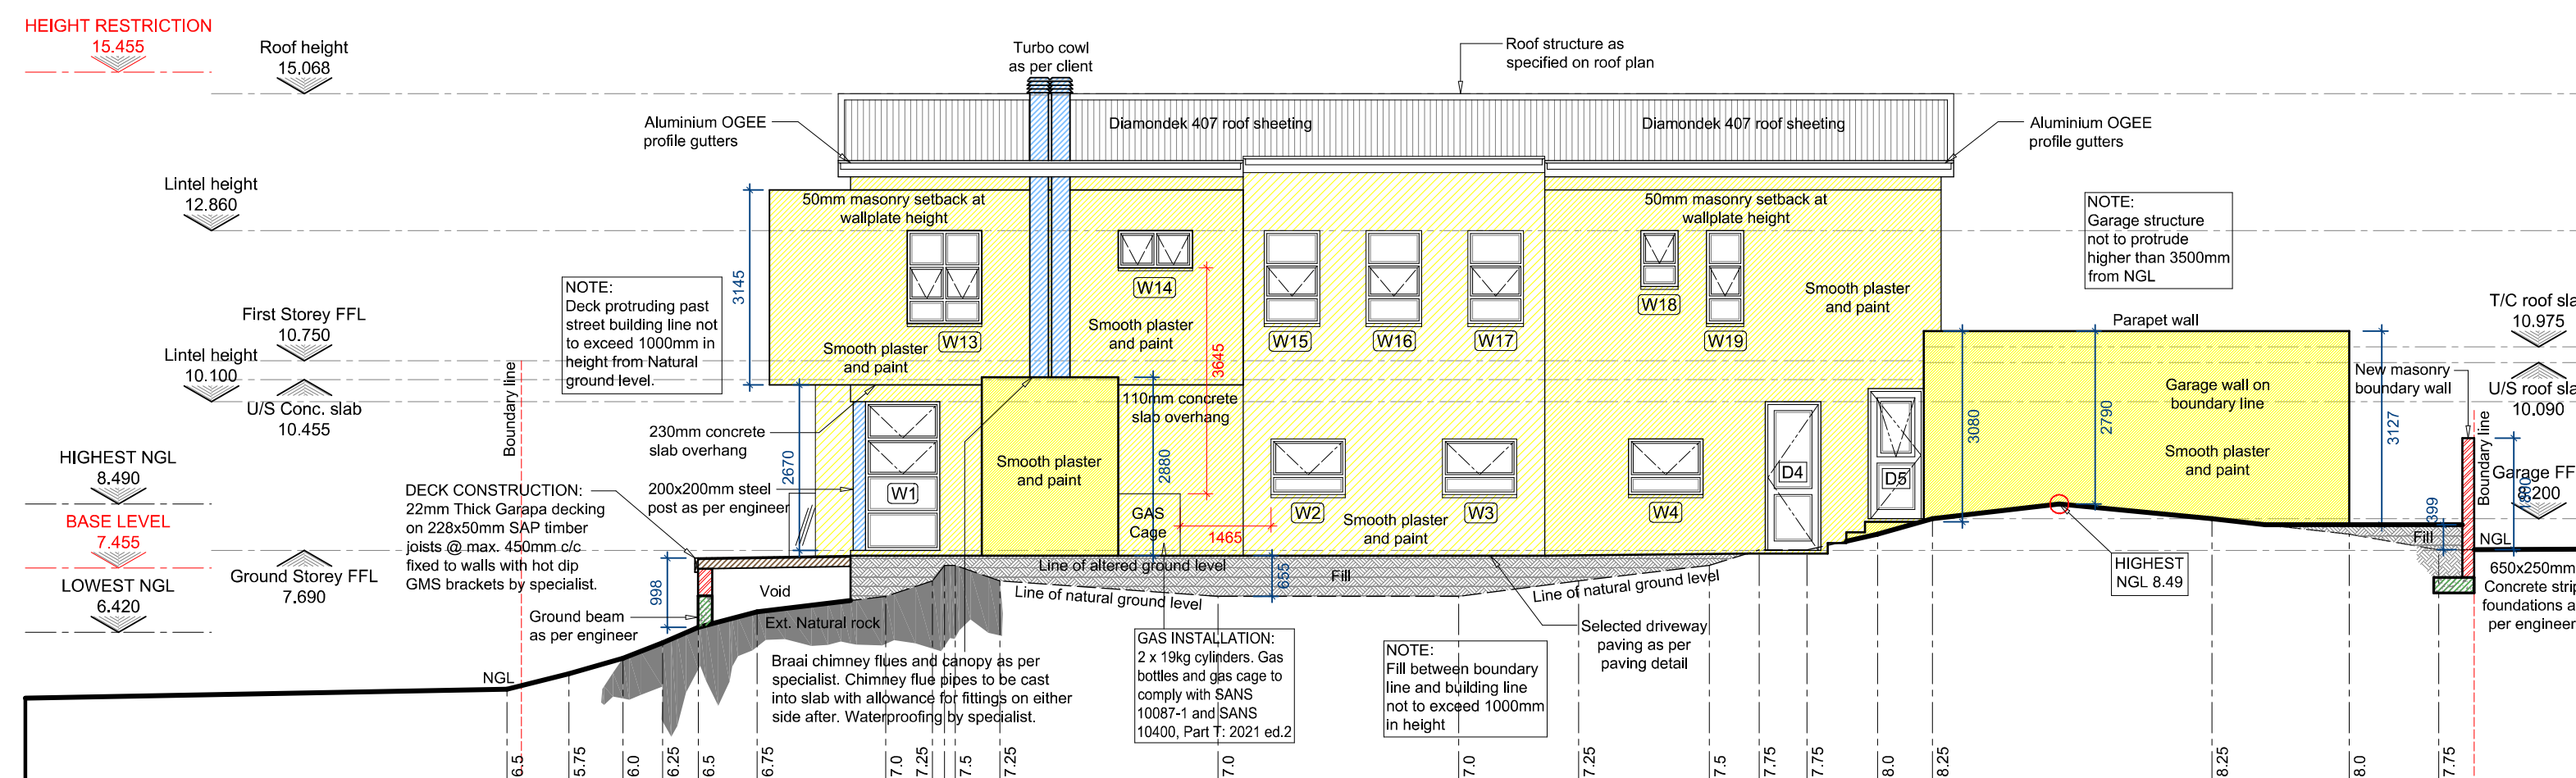 HEIGHT RESTRICTION
15.455
Roof height
15.068
Lintel height
12.860
First Storey FFL
10.750
Lintel height
10.100
U/S Conc. slab
10.455
HIGHEST NGL
8.490
BASE LEVEL
7.455
LOWEST NGL
6.420
Ground Storey FFL
7.690
Turbo cowl
as per client
Roof structure as
specified on roof plan
Aluminium OGEE
profile gutters
Diamondek 407 roof sheeting
Diamondek 407 roof sheeting
Aluminium OGEE
profile gutters
50mm masonry setback at
wallplate height
50mm masonry setback at
wallplate height
3145
NOTE:
Deck protruding past
street building line not
to exceed 1000mm in
height from Natural
ground level.
Boundary line
W13
W14
W15
W16
W17
W18
W19
Smooth plaster
and paint
Smooth plaster
and paint
Smooth plaster
and paint
3645
NOTE:
Garage structure
not to protrude
higher than 3500mm
from NGL
Parapet wall
T/C roof sla
10.975
U/S roof sla
10.090
New masonry
boundary wall
Garage wall on
boundary line
Smooth plaster
and paint
3080
2790
3127
Boundary line
1800
Garage FF
8.200
399
Fill
NGL
230mm concrete
slab overhang
110mm concrete
slab overhang
2670
2880
200x200mm steel
post as per engineer
W1
Smooth plaster
and paint
GAS
Cage
1465
W2
W3
W4
D4
D5
Smooth plaster
and paint
DECK CONSTRUCTION:
22mm Thick Garapa decking
on 228x50mm SAP timber
joists @ max. 450mm c/c
fixed to walls with hot dip
GMS brackets by specialist.
998
Void
Ground beam
as per engineer
Ext. Natural rock
Line of altered ground level
Line of natural ground level
655
Fill
Line of natural ground level
HIGHEST
NGL 8.49
650x250mm
Concrete strip
foundations a
per engineer
Selected driveway
paving as per
paving detail
NGL
Braai chimney flues and canopy as per
specialist. Chimney flue pipes to be cast
into slab with allowance for fittings on either
side after. Waterproofing by specialist.
GAS INSTALLATION:
2 x 19kg cylinders. Gas
bottles and gas cage to
comply with SANS
10087-1 and SANS
10400, Part T: 2021 ed.2
NOTE:
Fill between boundary
line and building line
not to exceed 1000mm
in height
6.5
5.75
6.0
6.25
6.5
6.75
7.0
7.25
7.5
7.25
7.0
7.0
7.25
7.5
7.75
7.75
8.0
8.25
8.25
8.0
7.75